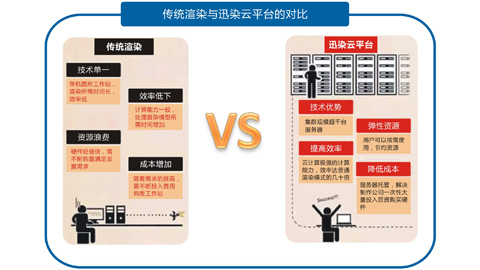 传统渲染与迅染云平台的对比
传统渲染
技术单一
单机图形工作站,
渲染所需时间长,
效率低
效率低下
计算能力一般,
处理复杂模型所
需时间增加
资源浪费
硬件贬值快,需
不断购置满足发
展需求
成本增加
随着需求的提高,
需不断投入费用
购置工作站
VS
迅染云平台
技术优势
集群或模超平台
服务器
弹性资源
用户可以按需使
用,节约资源
提高效率
云计算极强的计算
能力,效率达普通
渲染模式的几十倍
降低成本
服务器托管,解决
制作公司一次性大
量投入巨资购买硬
件
Success!!!